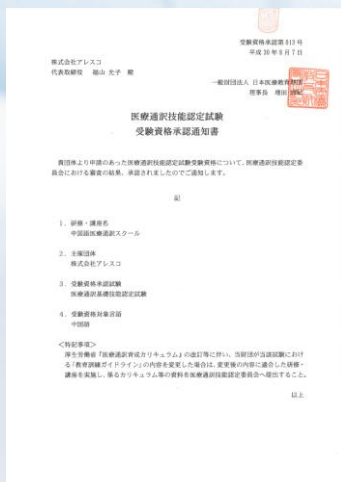 受験資格承認第813号
平成30年8月7日
株式会社アレスコ
代表取締役 福山 允子 殿
一般財団法人 日本医療教育財団
理事長
医療通訳技能認定試験
受験資格承認通知書
貴団体より申請のあった医療通訳技能認定試験受験資格について、医療通訳技能認定委
員会における審査の結果、承認されましたのでご通知します。
記
1．研修・講座名
中国語医療通訳スクール
2．主催団体
株式会社アレスコ
3．受験資格承認試験
医療通訳基礎技能認定試験
4．受験資格対象言語
中国語
＜特記事項＞
厚生労働省『医療通訳育成カリキュラム』の改訂等に伴い、当財団が当該試験におけ
る「教育訓練ガイドライン」の内容を変更した場合は、変更後の内容に適合した研修・
講座を実施し、係るカリキュラム等の資料を医療通訳技能認定委員会へ提出すること。
以上